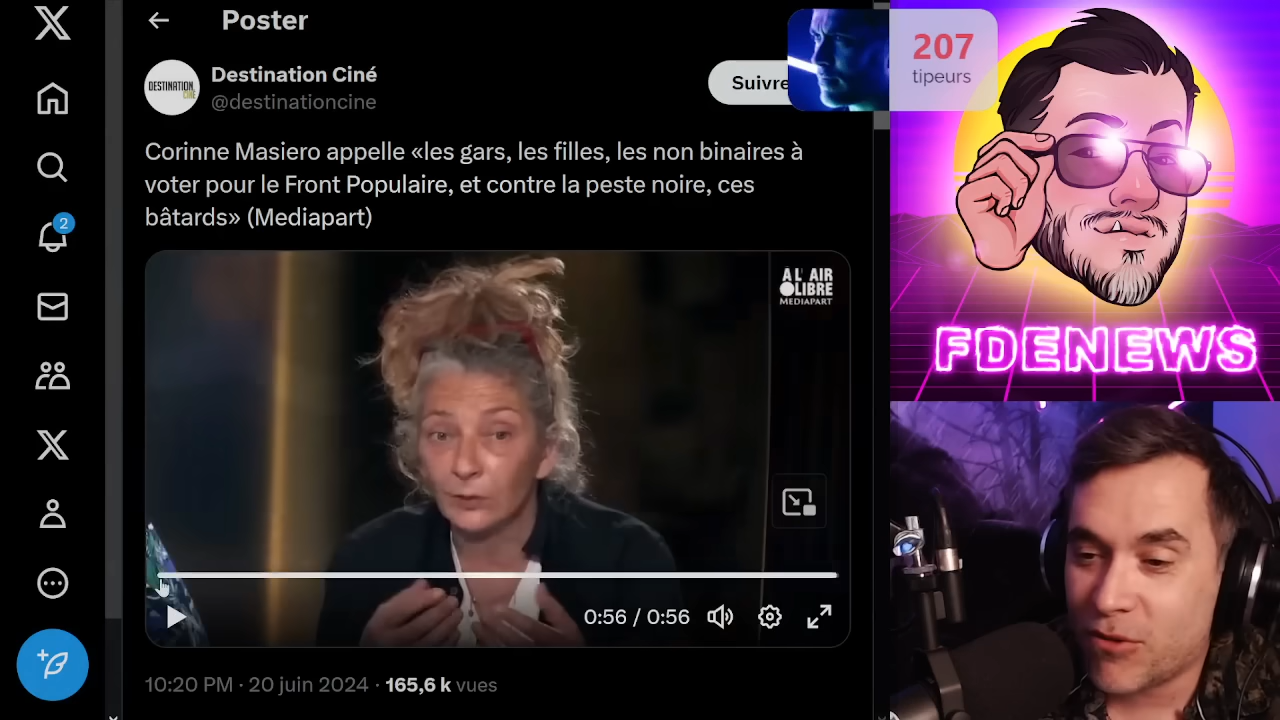 Poster
Destination Ciné
@destinationcine
DESTINATION
CINÉ
Suivre
207
tipeurs
2
Corinne Masiero appelle «les gars, les filles, les non binaires à
voter pour le Front Populaire, et contre la peste noire, ces
bâtards» (Mediapart)
A L'AIR
LIBRE
MEDIAPART
0:56 / 0:56
10:20 PM · 20 juin 2024 · 165,6 k vues
FDENEWS